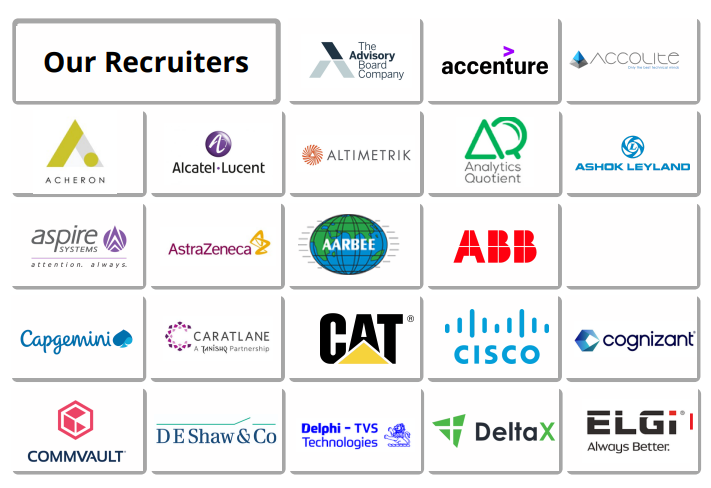 Our Recruiters
The
Advisory
Board
Company
accenture
ACCOLITE
ACHERON
Alcatel·Lucent
ALTIMETRIK
AQ
Analytics
Quotient
ASHOK LEYLAND
aspire
SYSTEMS
attention. always.
AstraZeneca
AARBEE
ABB
Capgemini
CARATLANE
A TANISHQ Partnership
CAT®
CISCO
cognizant
COMMVAULT
DE Shaw & Co
Delphi - TVS
Technologies
DeltaX
ELGi®
Always Better.